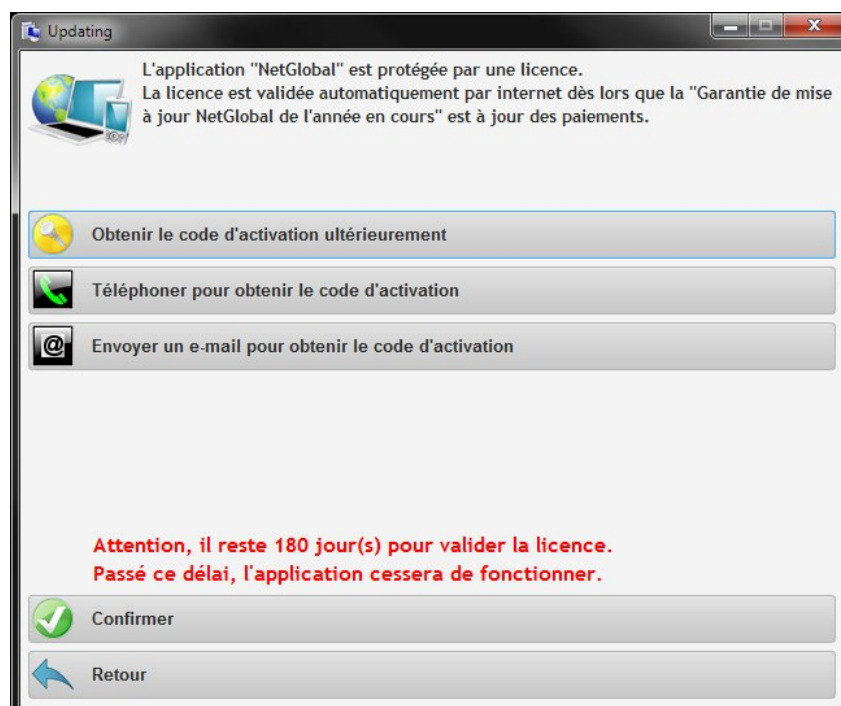 Updating
L'application "NetGlobal" est protégée par une licence.
La licence est validée automatiquement par internet dès lors que la "Garantie de mise
à jour NetGlobal de l'année en cours" est à jour des paiements.
Obtenir le code d'activation ultérieurement
Téléphoner pour obtenir le code d'activation
@
Envoyer un e-mail pour obtenir le code d'activation
Attention, il reste 180 jour(s) pour valider la licence.
Passé ce délai, l'application cessera de fonctionner.
Confirmer
Retour